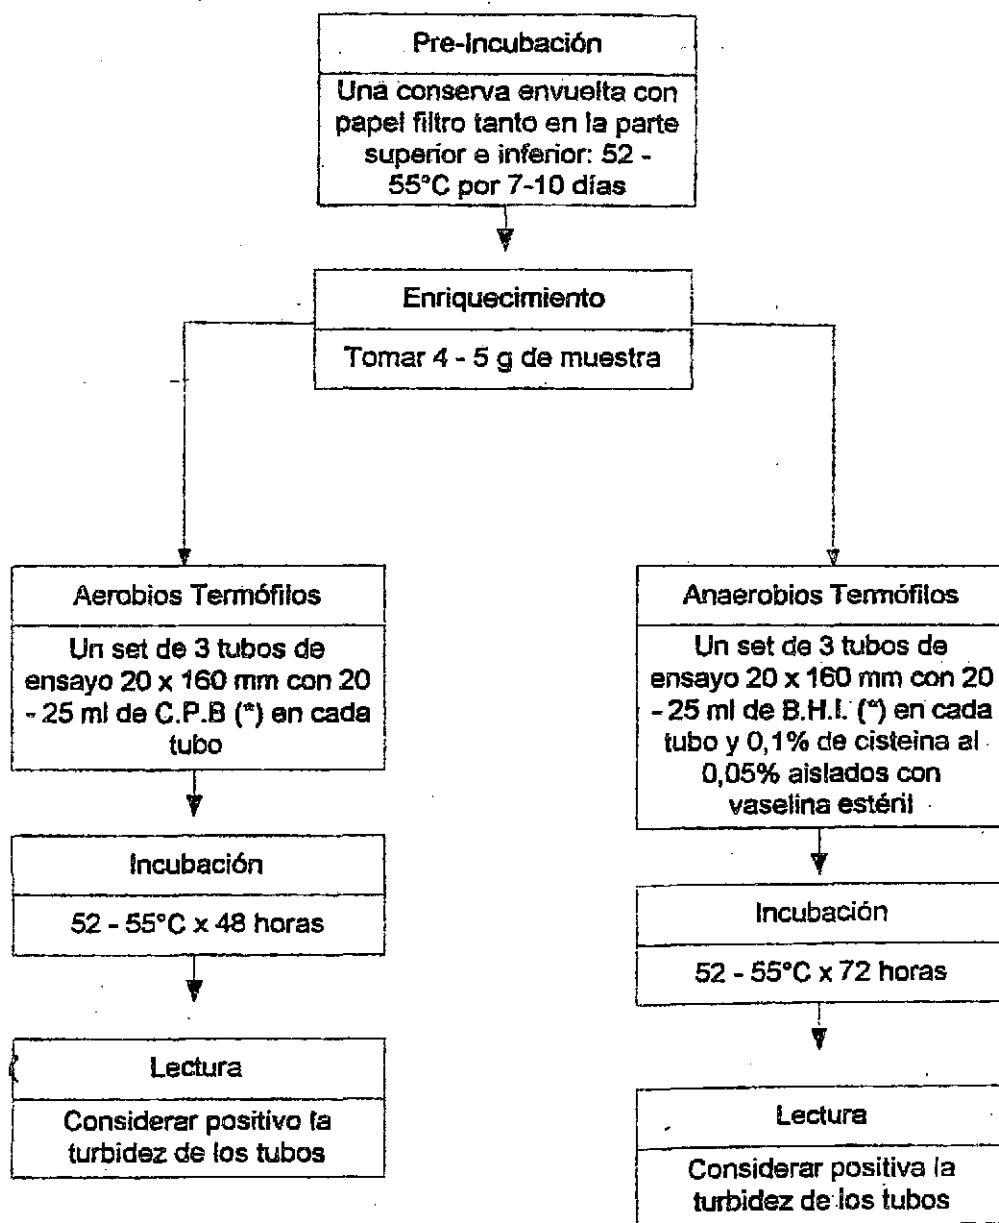 Pre-Incubación
Una conserva envuelta con
papel filtro tanto en la parte
superior e inferior: 52 -
55°C por 7-10 días
Enriquecimiento
Tomar 4 - 5 g de muestra
Aerobios Termófilos
Un set de 3 tubos de
ensayo 20 x 160 mm con 20
- 25 ml de C.P.B (*) en cada
tubo
Incubación
52 - 55°C x 48 horas
Lectura
Considerar positivo la
turbidez de los tubos
Anaerobios Termófilos
Un set de 3 tubos de
ensayo 20 x 160 mm con 20
- 25 ml de B.H.I. (*) en cada
tubo y 0,1% de cisteina al
0,05% aislados con
vaselina estéril
Incubación
52 - 55°C x 72 horas
Lectura
Considerar positiva la
turbidez de los tubos